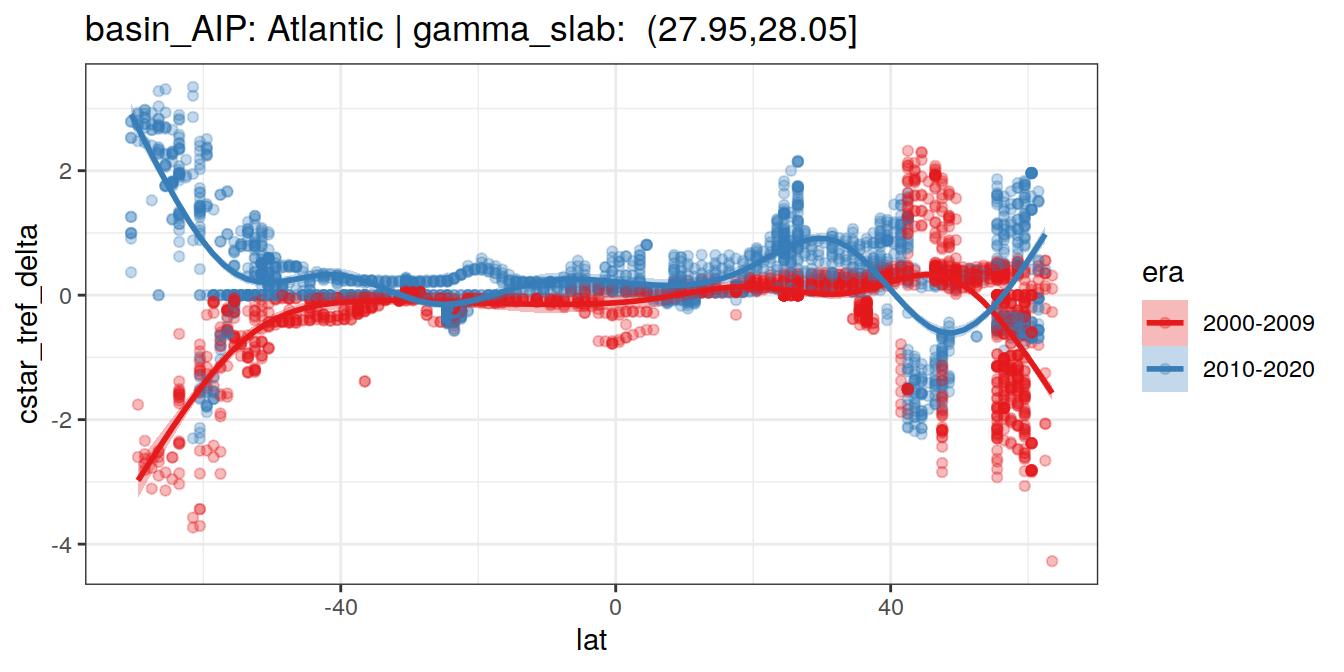 basin_AIP: Atlantic | gamma_slab:  (27.95,28.05]
cstar_tref_delta
2
0
-2
-4
-40
0
40
lat
era
2000-2009
2010-2020